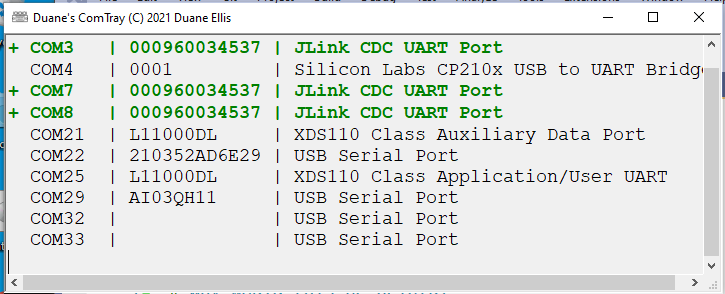 Duane's ComTray (C) 2021 Duane Ellis
+ COM3 | 000960034537 | JLink CDC UART Port
COM4 | 0001 | Silicon Labs CP210x USB to UART Bridge
+ COM7 | 000960034537 | JLink CDC UART Port
+ COM8 | 000960034537 | JLink CDC UART Port
COM21 | L11000DL | XDS110 Class Auxiliary Data Port
COM22 | 210352AD6E29 | USB Serial Port
COM25 | L11000DL | XDS110 Class Application/User UART
COM29 | AI03QH11 | USB Serial Port
COM32 | | USB Serial Port
COM33 | | USB Serial Port